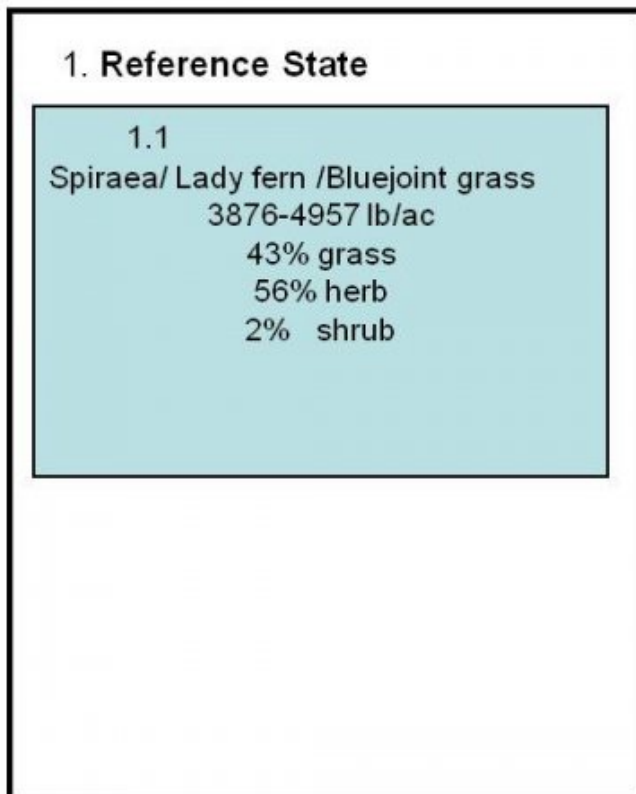 1. Reference State
1.1
Spiraea/ Lady fern /Bluejoint grass
3876-4957 lb/ac
43% grass
56% herb
2% shrub